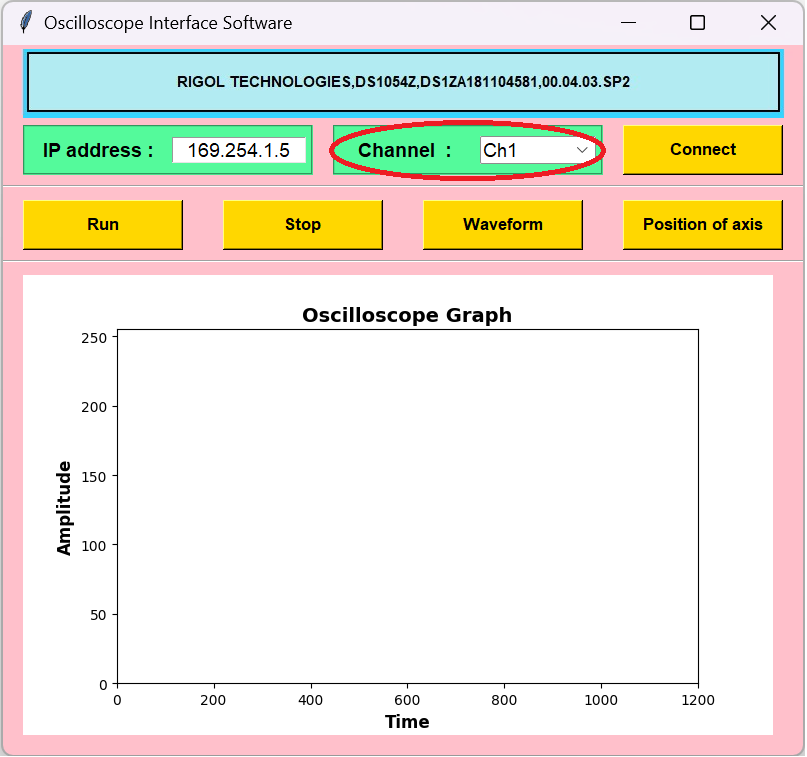 Oscilloscope Interface Software
RIGOL TECHNOLOGIES,DS1054Z,DS1ZA181104581,00.04.03.SP2
IP address : 169.254.1.5 Channel : Ch1 Connect
Run Stop Waveform Position of axis
Oscilloscope Graph
250
200
150
100
50
0
Amplitude
0 200 400 600 800 1000 1200
Time